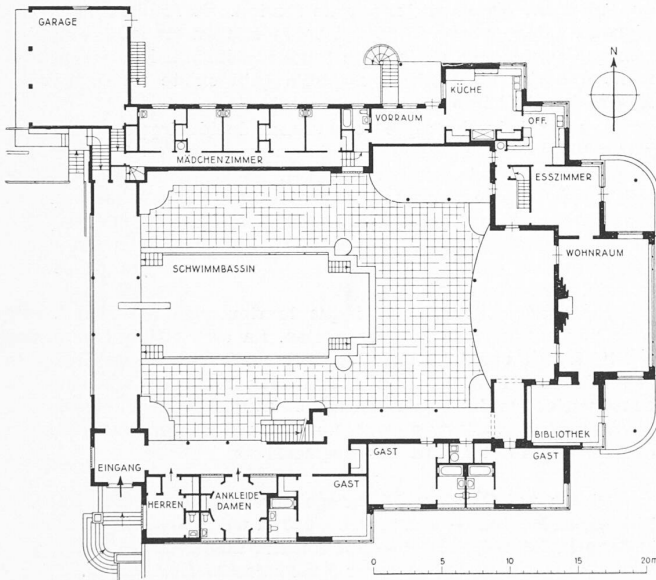 GARAGE
N
KÜCHE
VORRAUM
OFF.
MÄDCHENZIMMER
ESSZIMMER
WOHNRAUM
SCHWIMMBASSIN
BIBLIOTHEK
GAST
GAST
EINGANG
HERREN
ANKLEIDE
DAMEN
GAST
0 5 10 15 20m